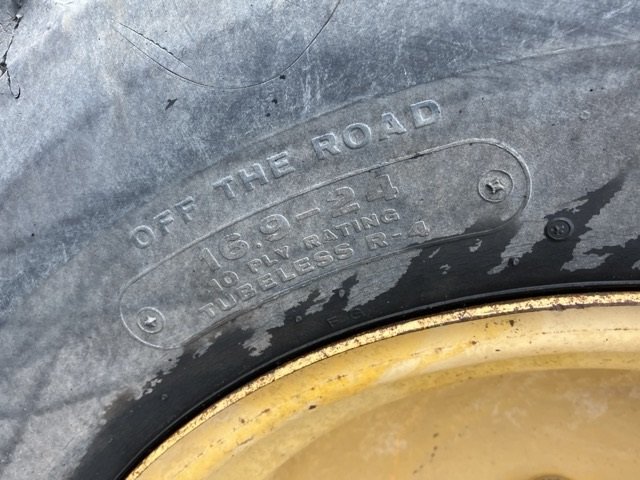 OFF THE ROAD
16.9-24
10 PLY RATING
TUBELESS R-4